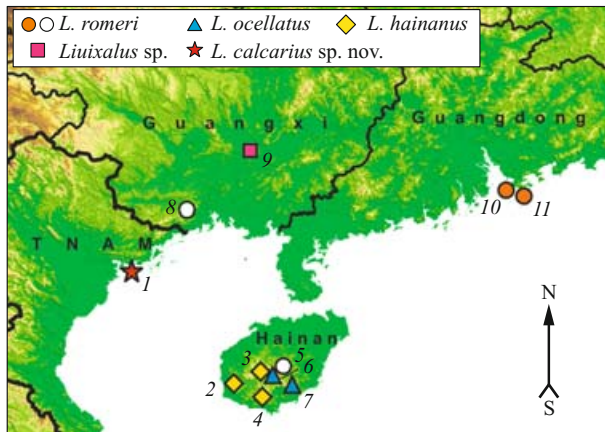 L. romeri L. ocellatus L. hainanus
Liuixalus sp. L. calcarius sp. nov.
Guangxi
Guangdong
9
8
10
11
TNAM
1
N
S
Hainan
3
5
6
2
7
4